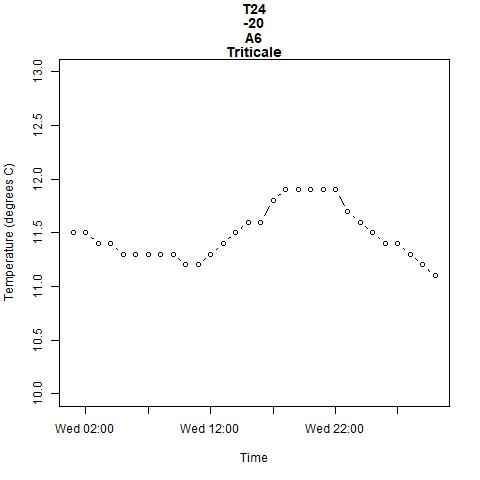 T24
-20
A6
Triticale
Temperature (degrees C)
13.0
12.5
12.0
11.5
11.0
10.5
10.0
Wed 02:00 Wed 12:00 Wed 22:00
Time